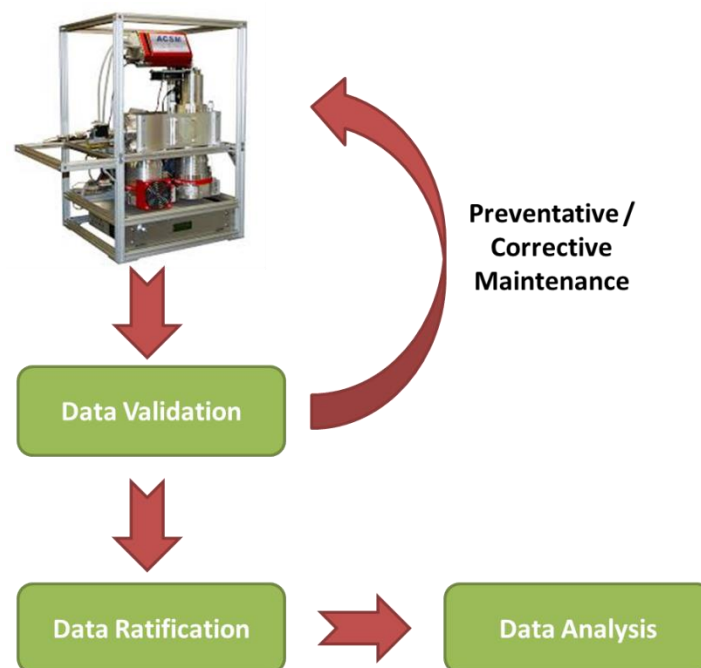 ACSM
Preventative /
Corrective
Maintenance
Data Validation
Data Ratification
Data Analysis